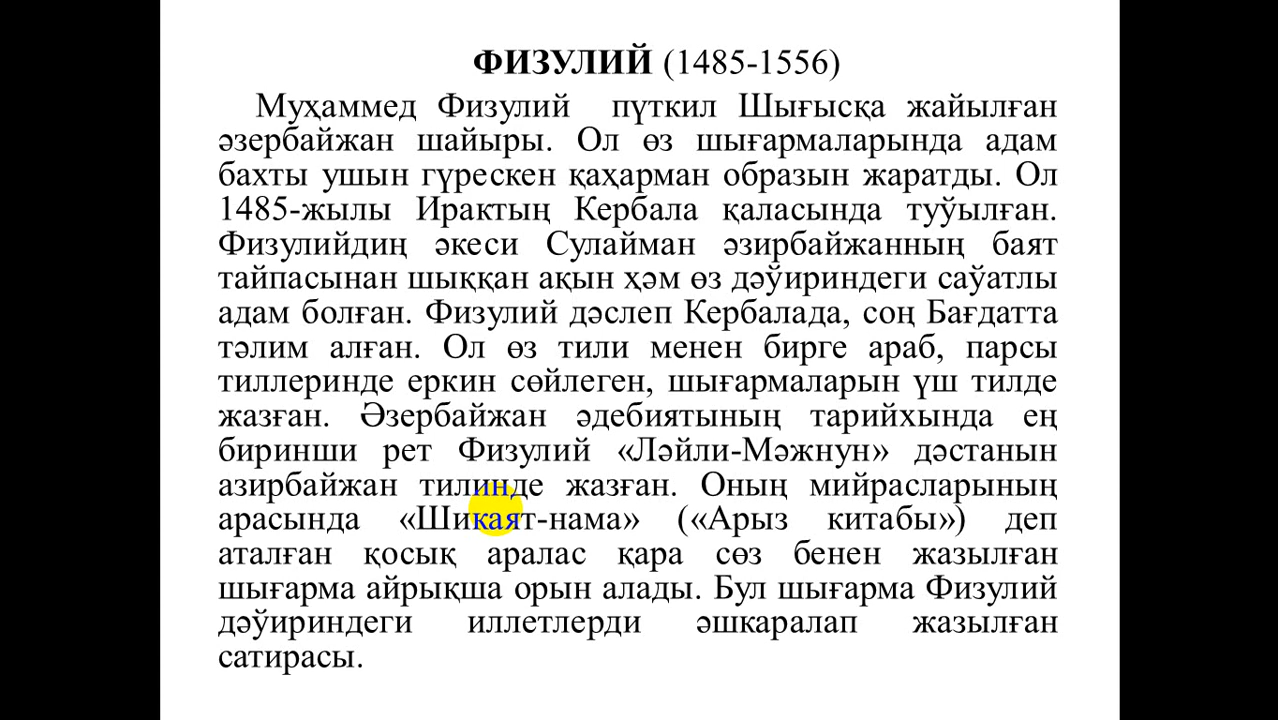 ФИЗУЛИЙ (1485-1556)
Муҳаммед Физулий пүткил Шығысқа жайылған
әзербайжан шайыры. Ол өз шығармаларында адам
бахты ушын гүрескен қаҳарман образын жаратды. Ол
1485-жылы Ирактың Кербала қаласында туўылған.
Физулийдиң әкеси Сулайман әзирбайжанның баят
тайпасынан шыққан ақын ҳәм өз дәўириндеги саўатлы
адам болған. Физулий дәслеп Кербалада, соң Бағдатта
тәлим алған. Ол өз тили менен бирге араб, парсы
тиллеринде еркин сөйлеген, шығармаларын үш тилде
жазған. Әзербайжан әдебиятының тарийхында ең
биринши рет Физулий «Ләйли-Мәжнун» дәстанын
азирбайжан тилинде жазған. Оның мийрасларының
арасында «Шикаят-нама» («Арыз китабы») деп
аталған қосық аралас қара сөз бенен жазылған
шығарма айрықша орын алады. Бул шығарма Физулий
дәўириндеги иллетлерди әшкаралап жазылған
сатирасы.